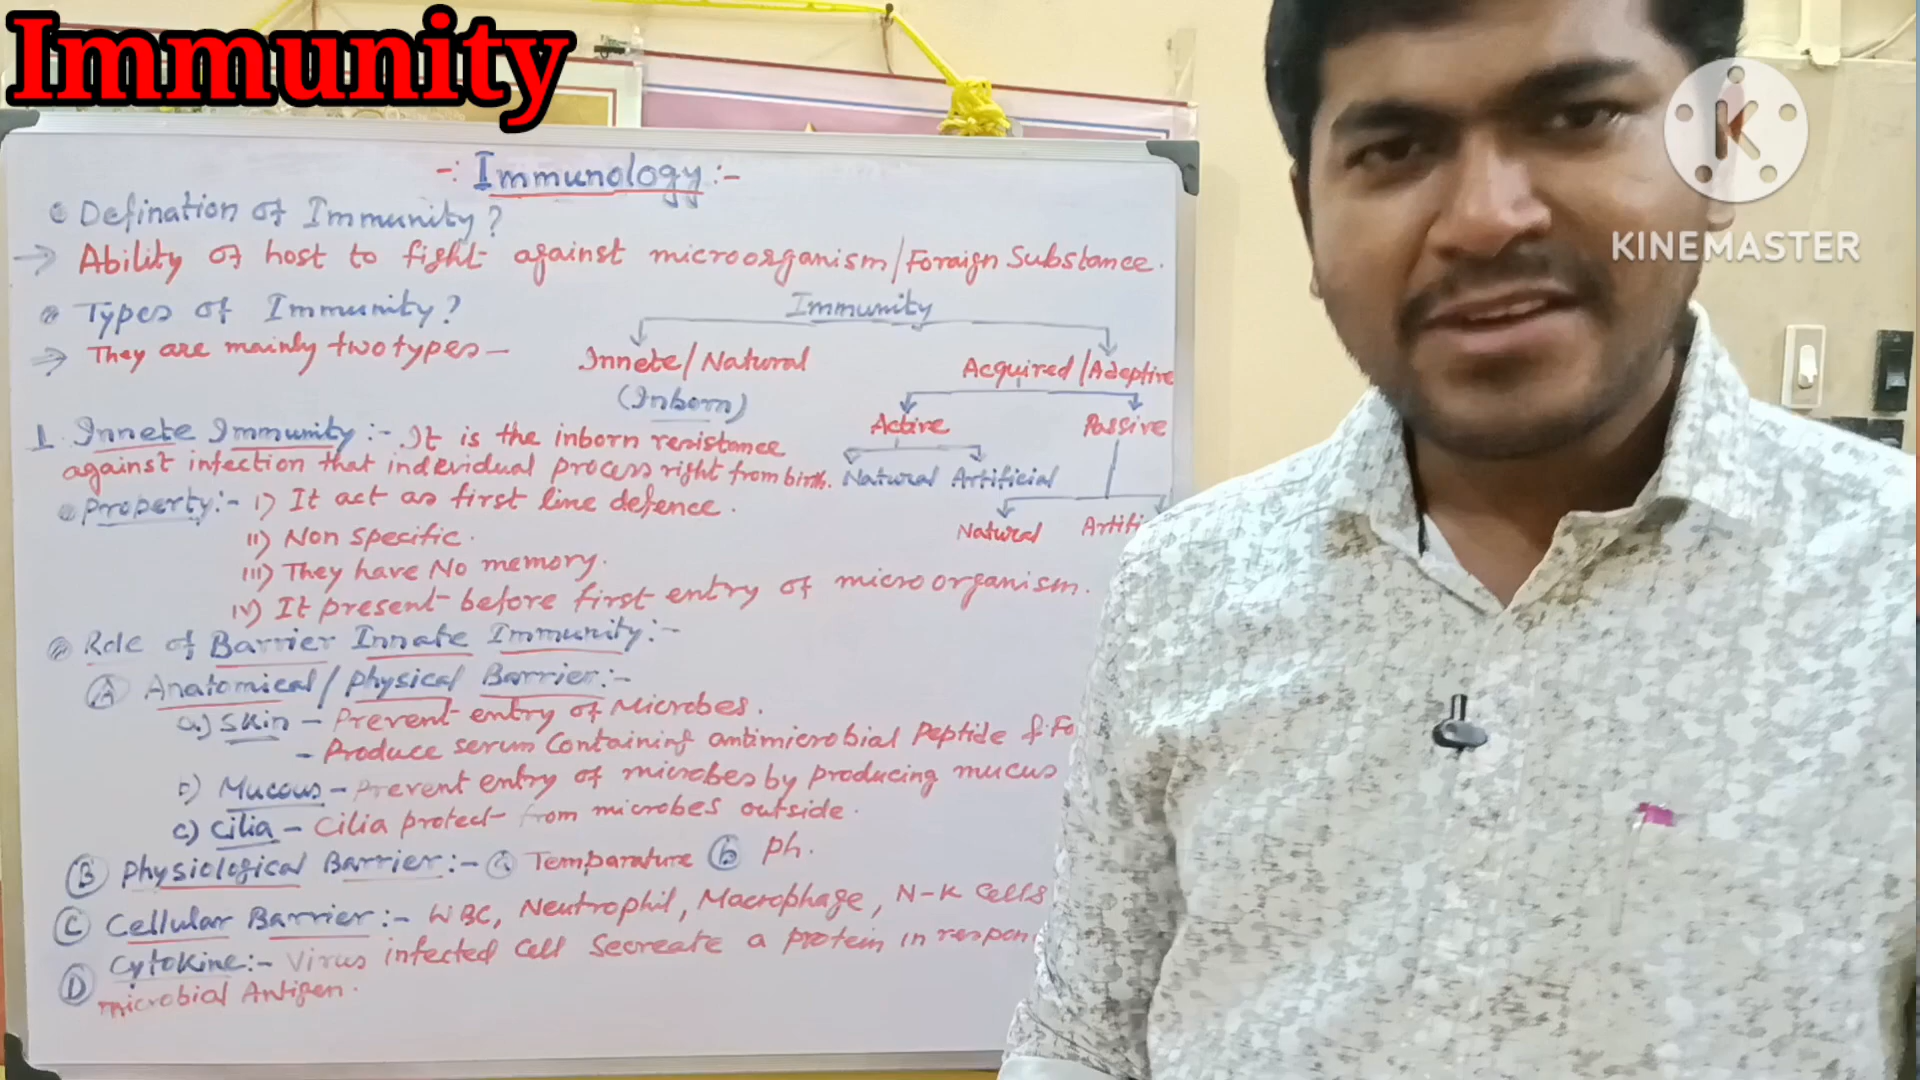 Immunity
KINEMASTER
-: Immunology :-
Defination of Immunity?
→ Ability of host to fight against microorganism/Foraign Substance.
Types of Immunity?
⇒ They are mainly two types —
Immunity
Innete/Natural
(Inborn)
Acquired/Adeptive
Active
Passive
Natural Artificial
Natural
Artifi
1. Innete Immunity :- It is the inborn renistance
against infection that individual process right from birth.
Property :- i) It act as first line defence.
ii) Non specific.
iii) They have No memory.
iv) It present before first entry of microorganism.
Role of Barrier Innate Immunity :-
A Anatomical/physical Barrier :-
a) Skin - Prevent entry of Microbes.
- Produce serum Containing antimicrobial Peptide & Fa
b) Mucous - Prevent entry of microbes by producing mucus
c) Cilia - Cilia protect from microbes outside.
B Physiological Barrier :- a Temparature b ph.
C Cellular Barrier :- WBC, Neutrophil, Macrophage, N-K Cells
D Cytokine :- Virus infected Cell Secreate a protein in respon
microbial Antigen.